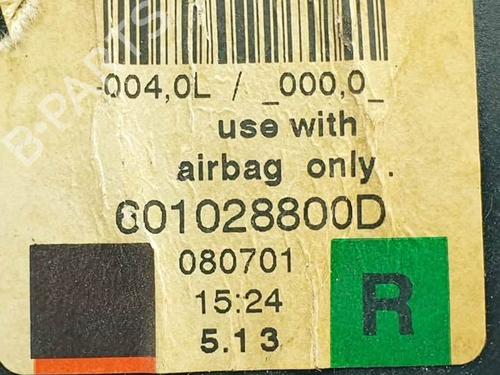 -004,0L / _000,0_
use with
airbag only.
601028800D
080701
15:24
5.13
R
B-PARTS